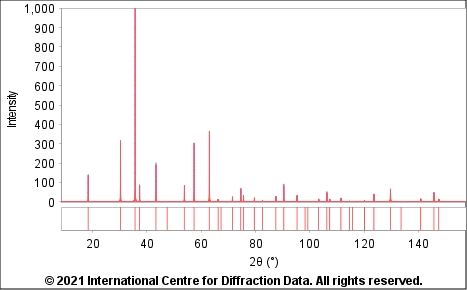 1,000
900
800
700
600
500
400
300
200
100
0
Intensity
20 40 60 80 100 120 140
2θ (°)
© 2021 International Centre for Diffraction Data. All rights reserved.